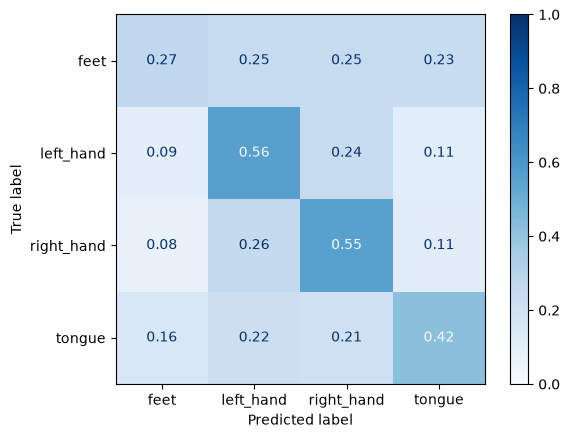 1.0
feet 0.27 0.25 0.25 0.23
0.8
left_hand 0.09 0.56 0.24 0.11
0.6
True label
0.4
right_hand 0.08 0.26 0.55 0.11
0.2
tongue 0.16 0.22 0.21 0.42
0.0
feet left_hand right_hand tongue
Predicted label